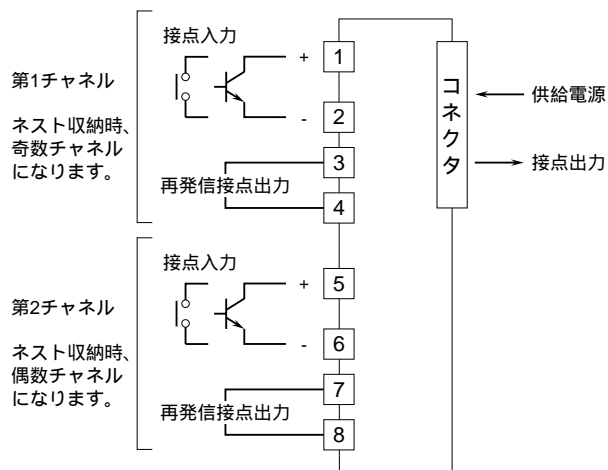 接点入力
第1チャネル
ネスト収納時、
奇数チャネル
になります。
+
1
-
2
3
再発信接点出力
4
コネクタ
供給電源
接点出力
接点入力
第2チャネル
ネスト収納時、
偶数チャネル
になります。
+
5
-
6
7
再発信接点出力
8